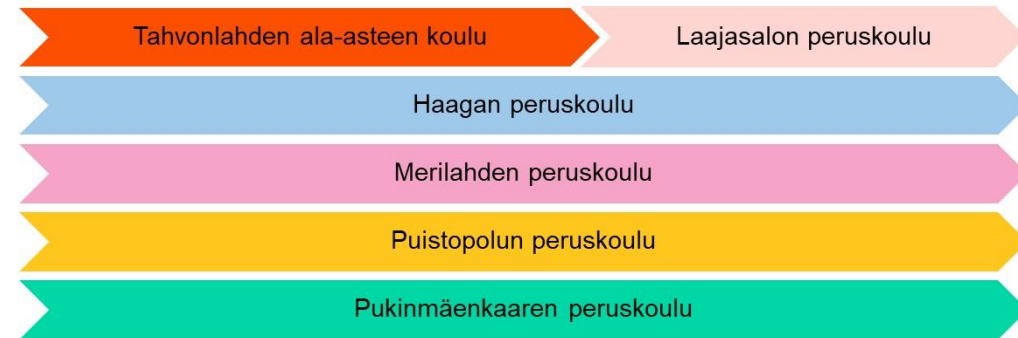 Tahvonlahden ala-asteen koulu
Laajasalon peruskoulu
Haagan peruskoulu
Merilahden peruskoulu
Puistopolun peruskoulu
Pukinmäenkaaren peruskoulu